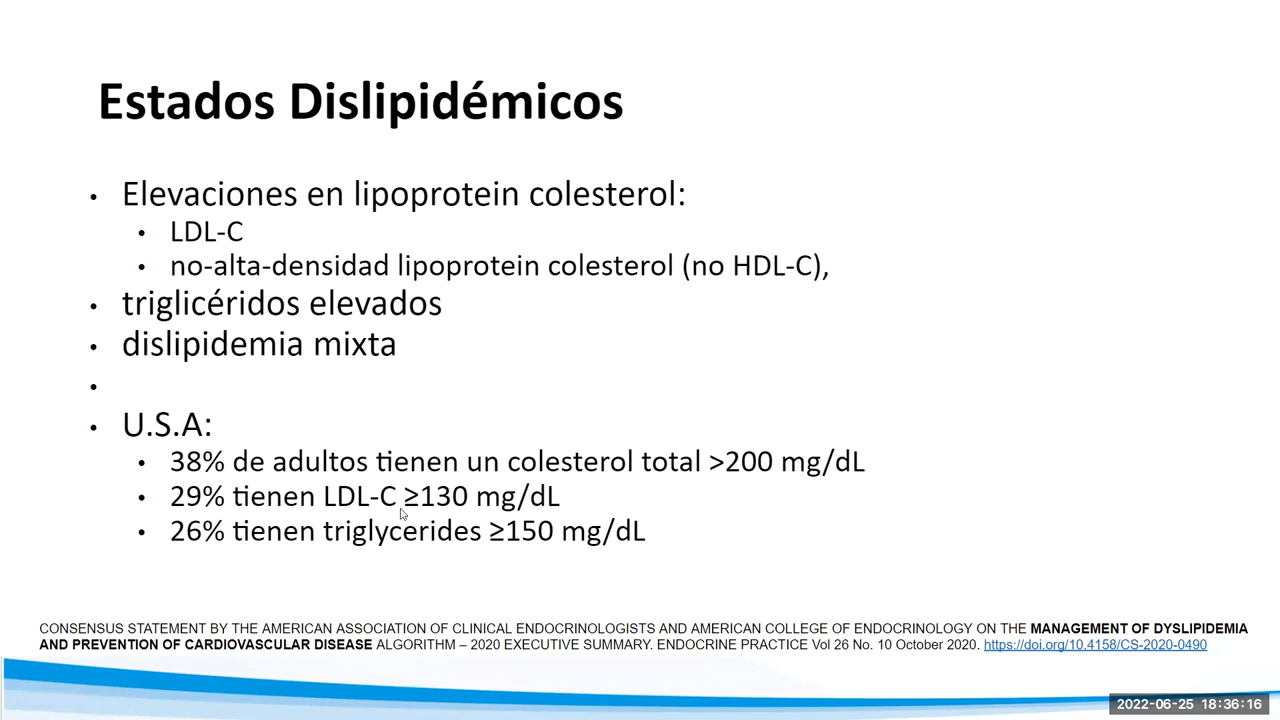 Estados Dislipidémicos
• Elevaciones en lipoprotein colesterol:
• LDL-C
• no-alta-densidad lipoprotein colesterol (no HDL-C),
• triglicéridos elevados
• dislipidemia mixta
•
• U.S.A:
• 38% de adultos tienen un colesterol total >200 mg/dL
• 29% tienen LDL-C ≥130 mg/dL
• 26% tienen triglycerides ≥150 mg/dL
CONSENSUS STATEMENT BY THE AMERICAN ASSOCIATION OF CLINICAL ENDOCRINOLOGISTS AND AMERICAN COLLEGE OF ENDOCRINOLOGY ON THE MANAGEMENT OF DYSLIPIDEMIA
AND PREVENTION OF CARDIOVASCULAR DISEASE ALGORITHM – 2020 EXECUTIVE SUMMARY. ENDOCRINE PRACTICE Vol 26 No. 10 October 2020. https://doi.org/10.4158/CS-2020-0490
2022-06-25 18:36:16